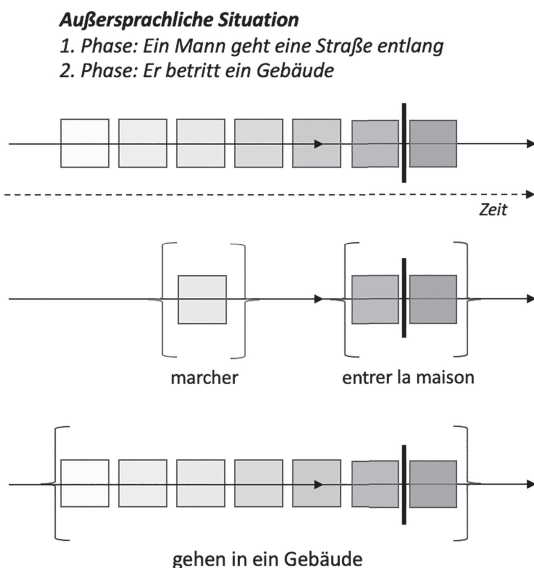 Außersprachliche Situation
1. Phase: Ein Mann geht eine Straße entlang
2. Phase: Er betritt ein Gebäude
Zeit
marcher
entrer la maison
gehen in ein Gebäude